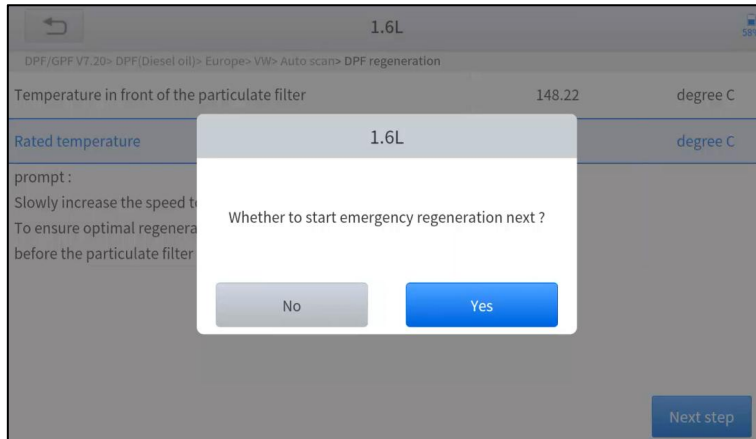 1.6L
58%
DPF/GPF V7.20> DPF(Diesel oil)> Europe> VW> Auto scan> DPF regeneration
Temperature in front of the particulate filter 148.22 degree C
Rated temperature degree C
prompt :
Slowly increase the speed
To ensure optimal
before the particulate filter
1.6L
Whether to start emergency regeneration next ?
No Yes
Next step